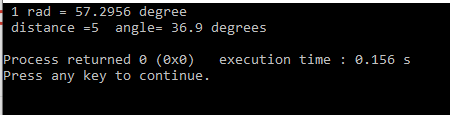 1 rad = 57.2956 degree
distance =5  angle= 36.9 degrees
Process returned 0 (0x0)   execution time : 0.156 s
Press any key to continue.